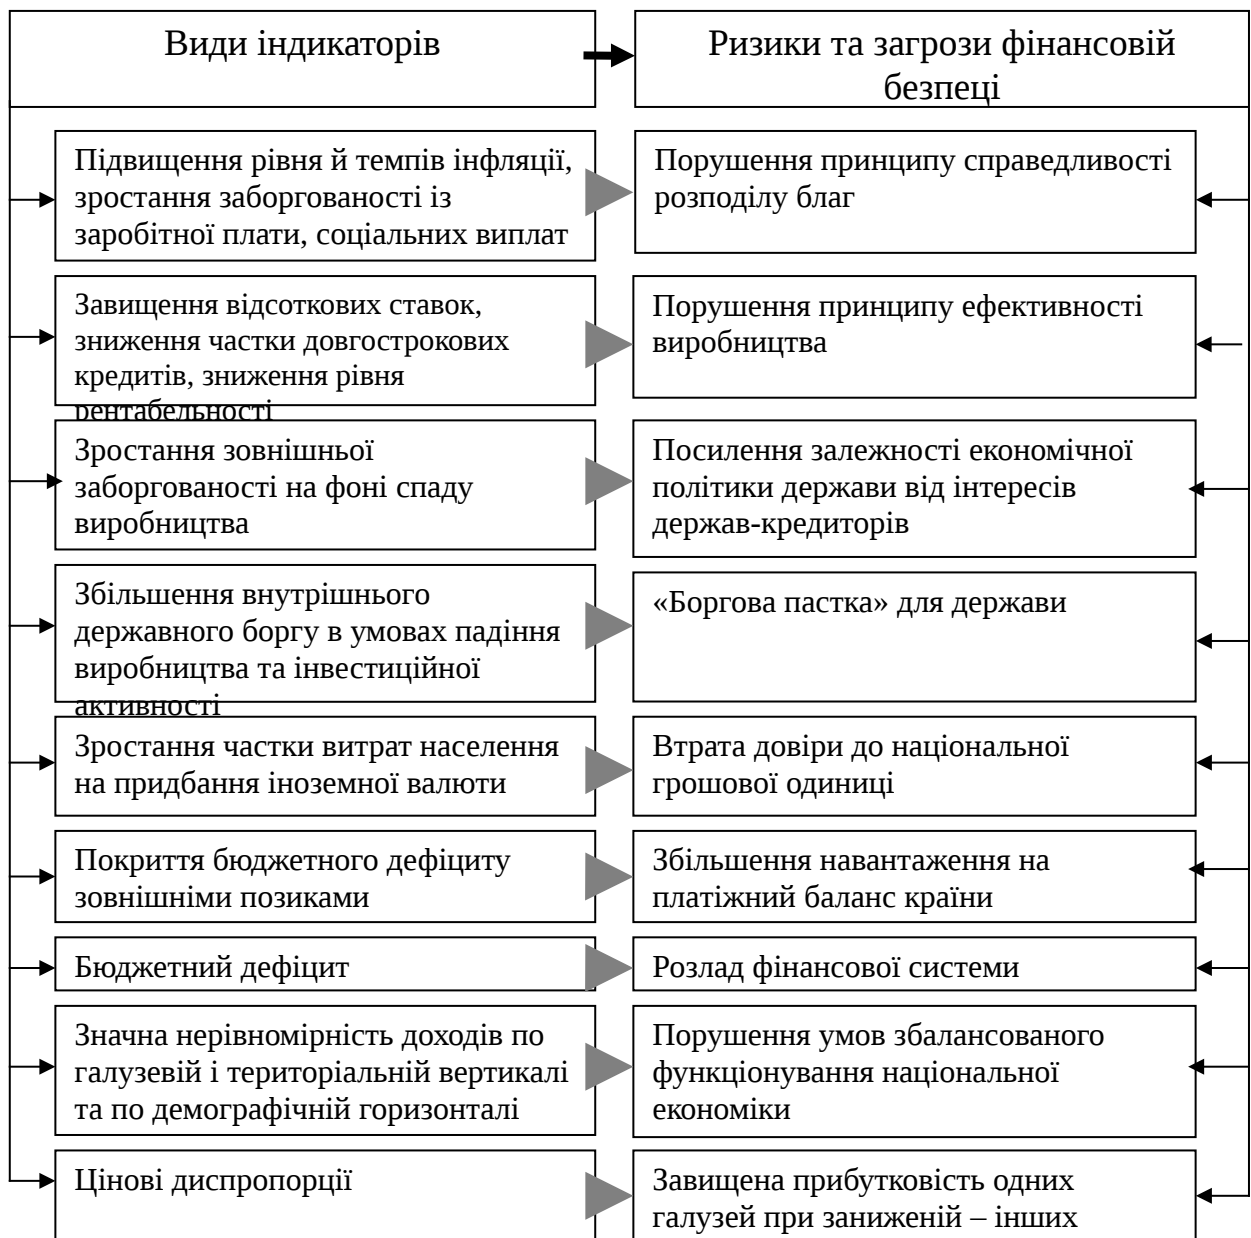 Види індикаторів
Ризики та загрози фінансовій
безпеці
Підвищення рівня й темпів інфляції,
зростання заборгованості із
заробітної плати, соціальних виплат
Порушення принципу справедливості
розподілу благ
Завищення відсоткових ставок,
зниження частки довгострокових
кредитів, зниження рівня
рентабельності
Порушення принципу ефективності
виробництва
Зростання зовнішньої
заборгованості на фоні спаду
виробництва
Посилення залежності економічної
політики держави від інтересів
держав-кредиторів
Збільшення внутрішнього
державного боргу в умовах падіння
виробництва та інвестиційної
активності
«Боргова пастка» для держави
Зростання частки витрат населення
на придбання іноземної валюти
Втрата довіри до національної
грошової одиниці
Покриття бюджетного дефіциту
зовнішніми позиками
Збільшення навантаження на
платіжний баланс країни
Бюджетний дефіцит
Розлад фінансової системи
Значна нерівномірність доходів по
галузевій і територіальній вертикалі
та по демографічній горизонталі
Порушення умов збалансованого
функціонування національної
економіки
Цінові диспропорції
Завищена прибутковість одних
галузей при заниженій – інших